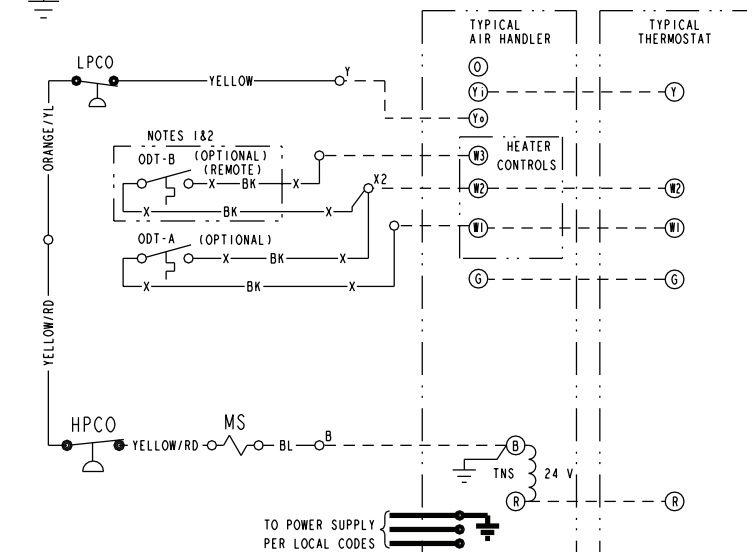 TYPICAL
AIR HANDLER
TYPICAL
THERMOSTAT
LPCO
YELLOW
Y
O
Yi
Y
Yo
ORANGE/YL
NOTES 1&2
ODT-B
(OPTIONAL)
(REMOTE)
X
BK
X
X
BK
X
X2
W3
HEATER
CONTROLS
W2
W2
ODT-A
(OPTIONAL)
X
BK
X
X
BK
X
W1
W1
G
G
YELLOW/RD
HPCO
YELLOW/RD
MS
BL
B
B
TNS
24 V
R
R
TO POWER SUPPLY
PER LOCAL CODES